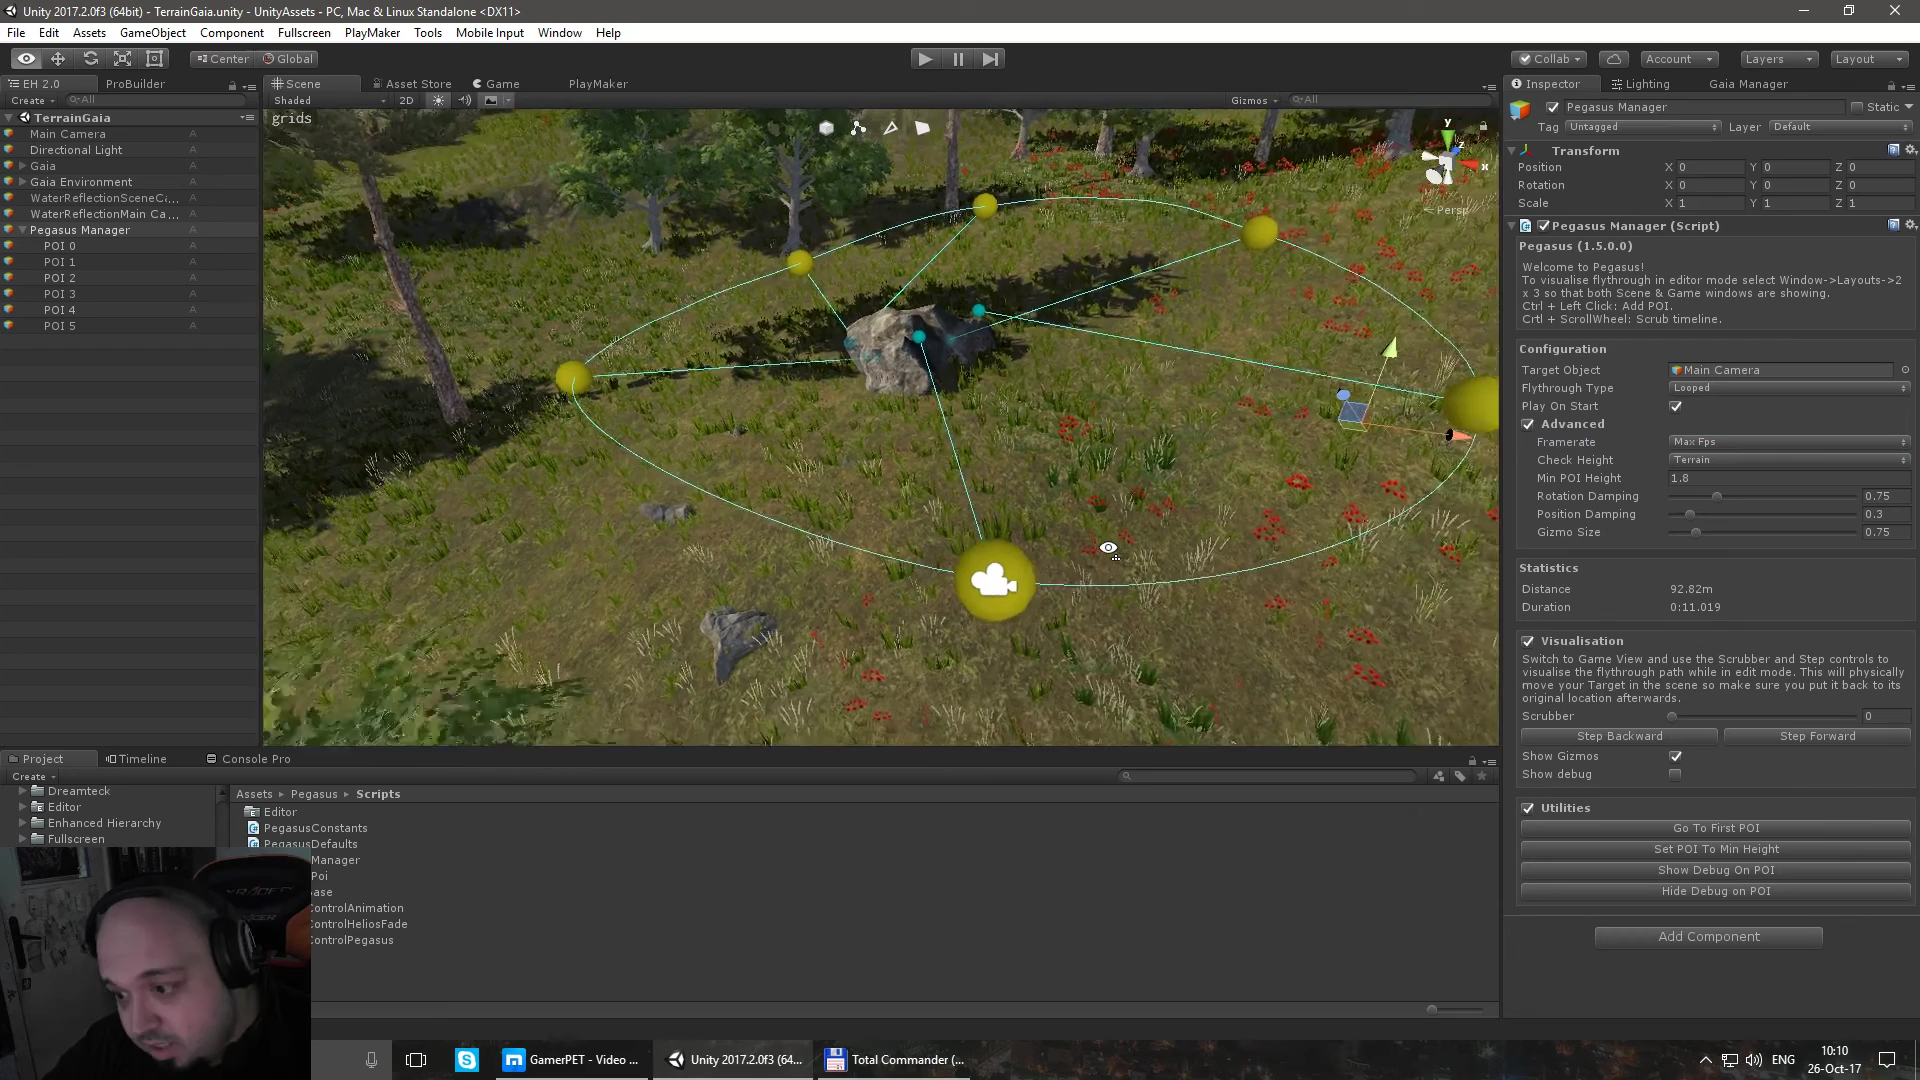 Unity 2017.2.0f3 (64bit) - TerrainGaia.unity - UnityAssets - PC, Mac & Linux Standalone <DX11>
File Edit Assets GameObject Component Fullscreen PlayMaker Tools Mobile Input Window Help
Center Global Collab Account Layers Layout
EH 2.0 ProBuilder
Create All
TerrainGaia
Main Camera A
Directional Light A
Gaia A
Gaia Environment A
WaterReflectionSceneCa... A
WaterReflectionMain Ca... A
Pegasus Manager A
POI 0 A
POI 1 A
POI 2 A
POI 3 A
POI 4 A
POI 5 A
Scene Asset Store Game PlayMaker
Shaded 2D Gizmos All
grids
y
z
x
Persp
Inspector Lighting Gaia Manager
Pegasus Manager Static
Tag Untagged Layer Default
Transform
Position X 0 Y 0 Z 0
Rotation X 0 Y 0 Z 0
Scale X 1 Y 1 Z 1
Pegasus Manager (Script)
Pegasus (1.5.0.0)
Welcome to Pegasus!
To visualise flythrough in editor mode select Window->Layouts->2
x 3 so that both Scene & Game windows are showing.
Ctrl + Left Click: Add POI.
Crtl + ScrollWheel: Scrub timeline.
Configuration
Target Object Main Camera
Flythrough Type Looped
Play On Start
Advanced
Framerate Max Fps
Check Height Terrain
Min POI Height 1.8
Rotation Damping 0.75
Position Damping 0.3
Gizmo Size 0.75
Statistics
Distance 92.82m
Duration 0:11.019
Visualisation
Switch to Game View and use the Scrubber and Step controls to
visualise the flythrough path while in edit mode. This will physically
move your Target in the scene so make sure you put it back to its
original location afterwards.
Scrubber 0
Step Backward Step Forward
Show Gizmos
Show debug
Utilities
Go To First POI
Set POI To Min Height
Show Debug On POI
Hide Debug on POI
Add Component
Project Timeline Console Pro
Create
Dreamteck
Editor
Enhanced Hierarchy
Fullscreen
Assets Pegasus Scripts
Editor
PegasusConstants
PegasusDefaults
Manager
Poi
ase
ControlAnimation
ControlHeliosFade
ControlPegasus
GamerPET - Video ...
Unity 2017.2.0f3 (64...
Total Commander (...
ENG
10:10
26-Oct-17